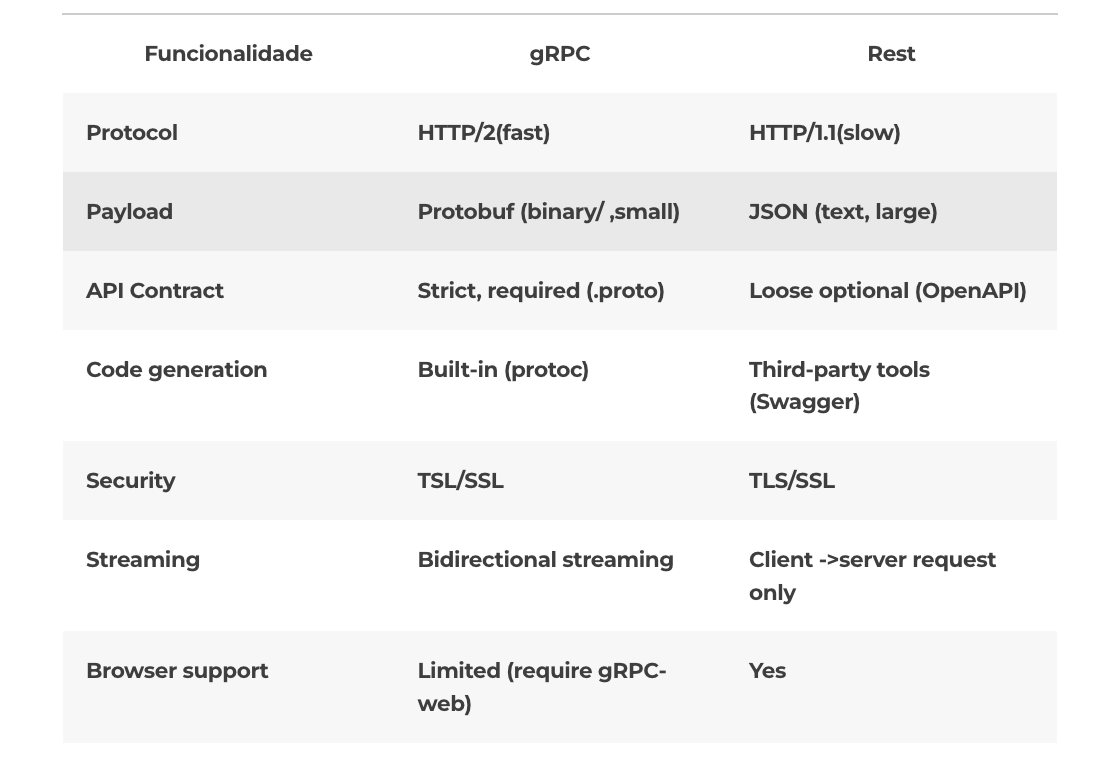 Funcionalidade gRPC Rest
Protocol HTTP/2(fast) HTTP/1.1(slow)
Payload Protobuf (binary/ ,small) JSON (text, large)
API Contract Strict, required (.proto) Loose optional (OpenAPI)
Code generation Built-in (protoc) Third-party tools
(Swagger)
Security TSL/SSL TLS/SSL
Streaming Bidirectional streaming Client ->server request
only
Browser support Limited (require gRPC- Yes
web)